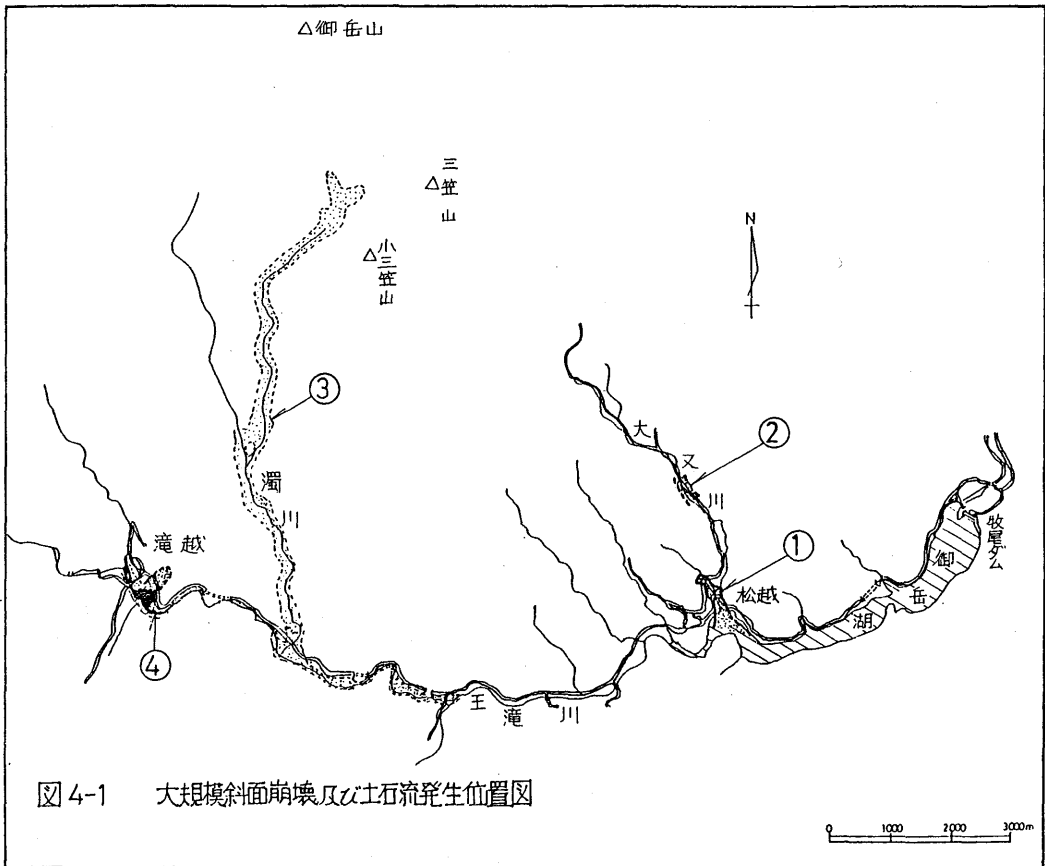 △御岳山
△三笠山
△小三笠山
N
③
②
大又川
濁川
①
滝越
松越
牧尾ダム
御岳湖
④
王滝川
図4-1 大規模斜面崩壊及び土石流発生位置図
0 1000 2000 3000m